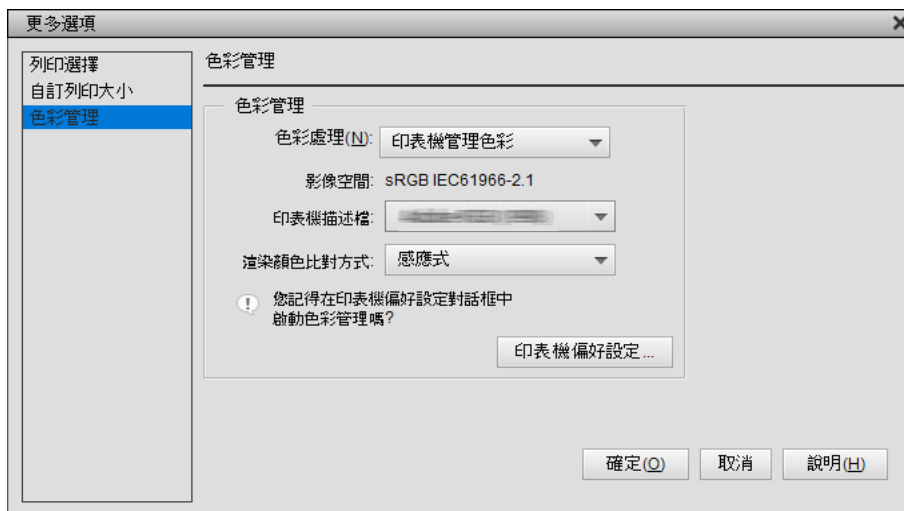 更多選項
列印選擇
自訂列印大小
色彩管理
色彩管理
色彩管理
色彩處理(N): 印表機管理色彩
影像空間: sRGB IEC61966-2.1
印表機描述檔:
渲染顏色比對方式: 感應式
您記得在印表機偏好設定對話框中
啟動色彩管理嗎?
印表機偏好設定...
確定(O) 取消 說明(H)